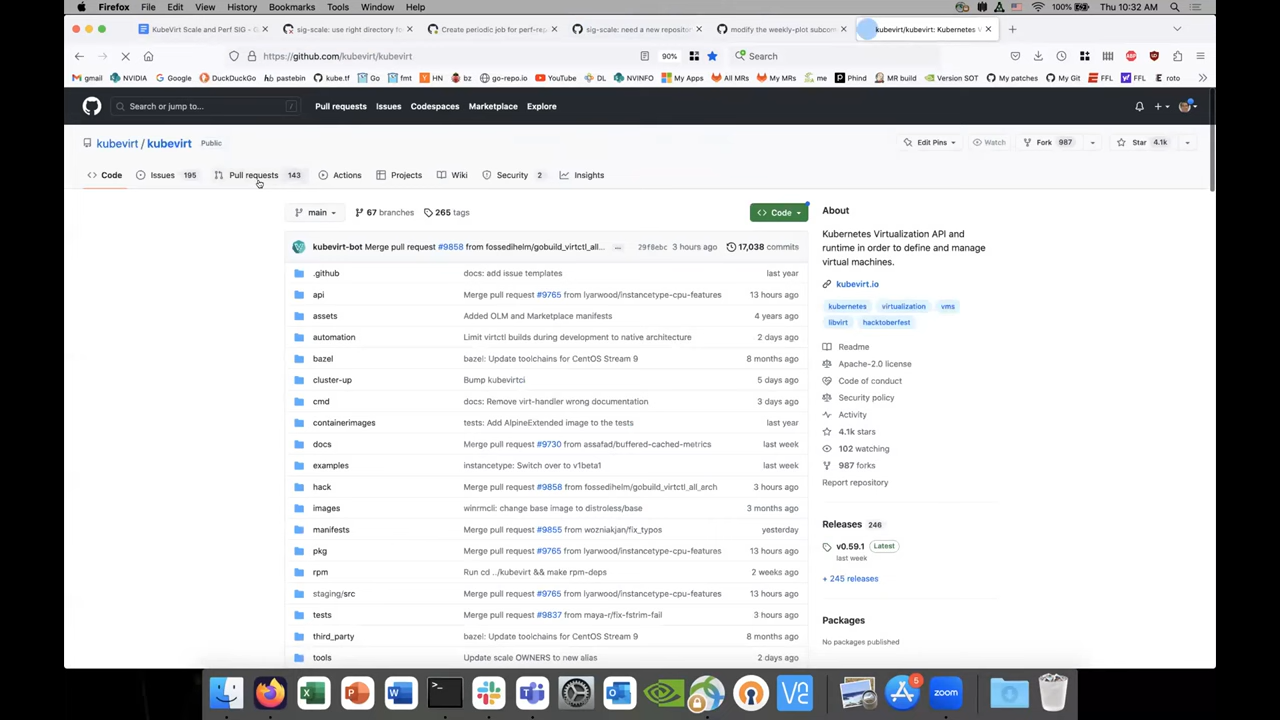 Firefox File Edit View History Bookmarks Tools Window Help 100% Thu 10:32 AM
KubeVirt Scale and Perf SIG - sig-scale: use right directory fo Create periodic job for perf-rep sig-scale: need a new repositor modify the weekly-plot subcom kubevirt/kubevirt: Kubernetes V
https://github.com/kubevirt/kubevirt 90% Search
gmail NVIDIA Google DuckDuckGo pastebin kube.tf Go FMT HN bz go-repo.io YouTube DL NVINFO My Apps All MRs My MRs me Phind MR build Version SOT My patches My Git FFL FFL roto
Search or jump to... / Pull requests Issues Codespaces Marketplace Explore
kubevirt / kubevirt Public Edit Pins Watch Fork 987 Star 4.1k
Code Issues 195 Pull requests 143 Actions Projects Wiki Security 2 Insights
main 67 branches 265 tags Code
kubevirt-bot Merge pull request #9858 from fossedihelm/gobuild_virtctl_all... ... 29f8ebc 3 hours ago 17,038 commits
.github docs: add issue templates last year
api Merge pull request #9765 from lyarwood/instancetype-cpu-features 13 hours ago
assets Added OLM and Marketplace manifests 4 years ago
automation Limit virtctl builds during development to native architecture 2 days ago
bazel bazel: Update toolchains for CentOS Stream 9 8 months ago
cluster-up Bump kubevirtci 5 days ago
cmd docs: Remove virt-handler wrong documentation 3 days ago
containerimages tests: Add AlpineExtended image to the tests last year
docs Merge pull request #9730 from assafad/buffered-cached-metrics last week
examples instancetype: Switch over to v1beta1 last week
hack Merge pull request #9858 from fossedihelm/gobuild_virtctl_all_arch 3 hours ago
images winrmcli: change base image to distroless/base 3 months ago
manifests Merge pull request #9855 from wozniakjan/fix_typos yesterday
pkg Merge pull request #9765 from lyarwood/instancetype-cpu-features 13 hours ago
rpm Run cd ../kubevirt && make rpm-deps 2 weeks ago
staging/src Merge pull request #9765 from lyarwood/instancetype-cpu-features 13 hours ago
tests Merge pull request #9837 from maya-r/fix-fstrim-fail 3 hours ago
third_party bazel: Update toolchains for CentOS Stream 9 8 months ago
tools Update scale OWNERS to new alias 2 days ago
About
Kubernetes Virtualization API and
runtime in order to define and manage
virtual machines.
kubevirt.io
kubernetes virtualization vms
libvirt hacktoberfest
Readme
Apache-2.0 license
Code of conduct
Security policy
Activity
4.1k stars
102 watching
987 forks
Report repository
Releases 246
v0.59.1 Latest
last week
+ 245 releases
Packages
No packages published
5
zoom